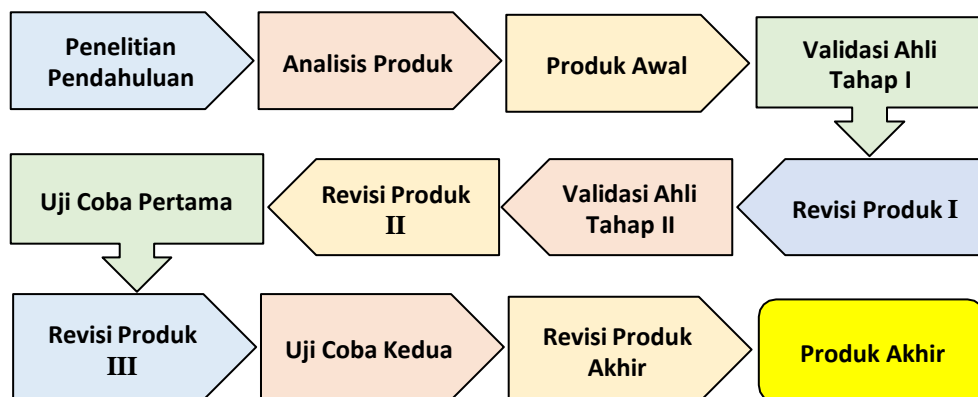 Penelitian
Pendahuluan
Analisis Produk
Produk Awal
Validasi Ahli
Tahap I
Revisi Produk I
Validasi Ahli
Tahap II
Revisi Produk
II
Uji Coba Pertama
Revisi Produk
III
Uji Coba Kedua
Revisi Produk
Akhir
Produk Akhir